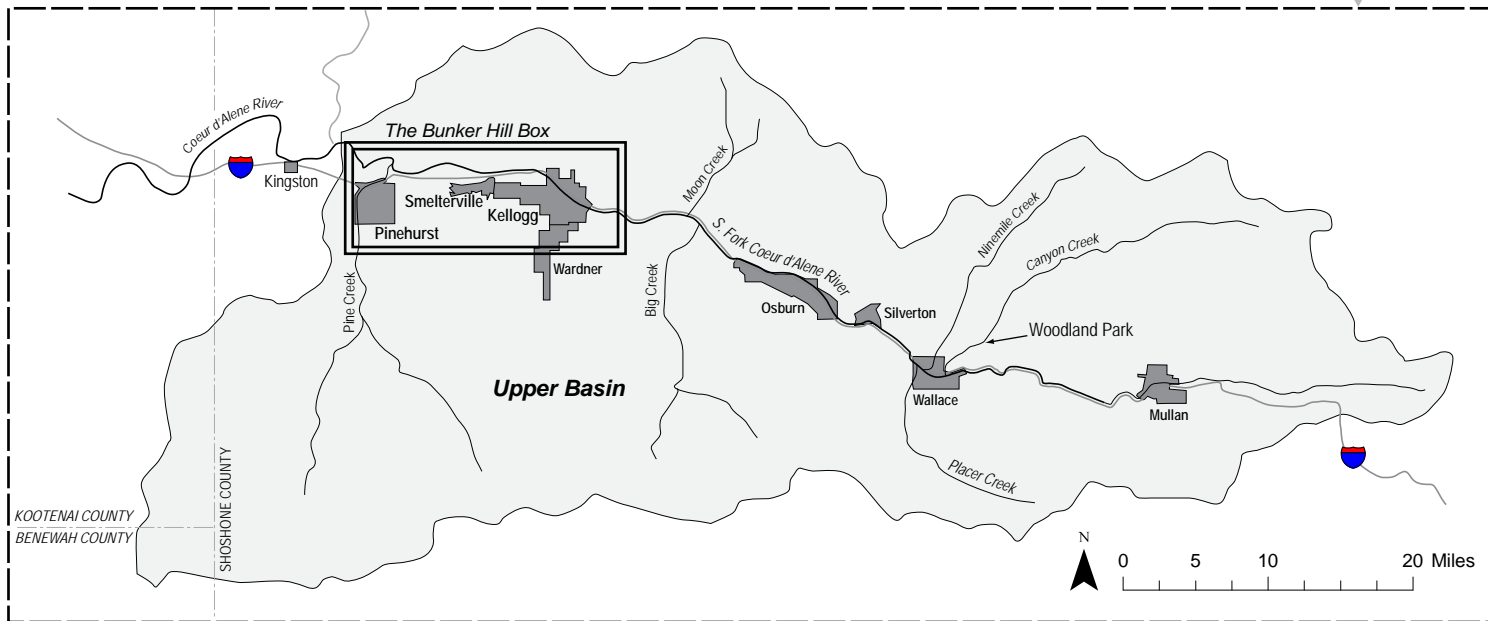 The Bunker Hill Box
Coeur d'Alene River
Kingston
Smelterville
Kellogg
Pinehurst
Wardner
Moon Creek
S. Fork Coeur d'Alene River
Ninemile Creek
Canyon Creek
Pine Creek
Big Creek
Osburn
Silverton
Woodland Park
Upper Basin
Wallace
Mullan
Placer Creek
KOOTENAI COUNTY
BENEWAH COUNTY
SHOSHONE COUNTY
N
0 5 10 20 Miles